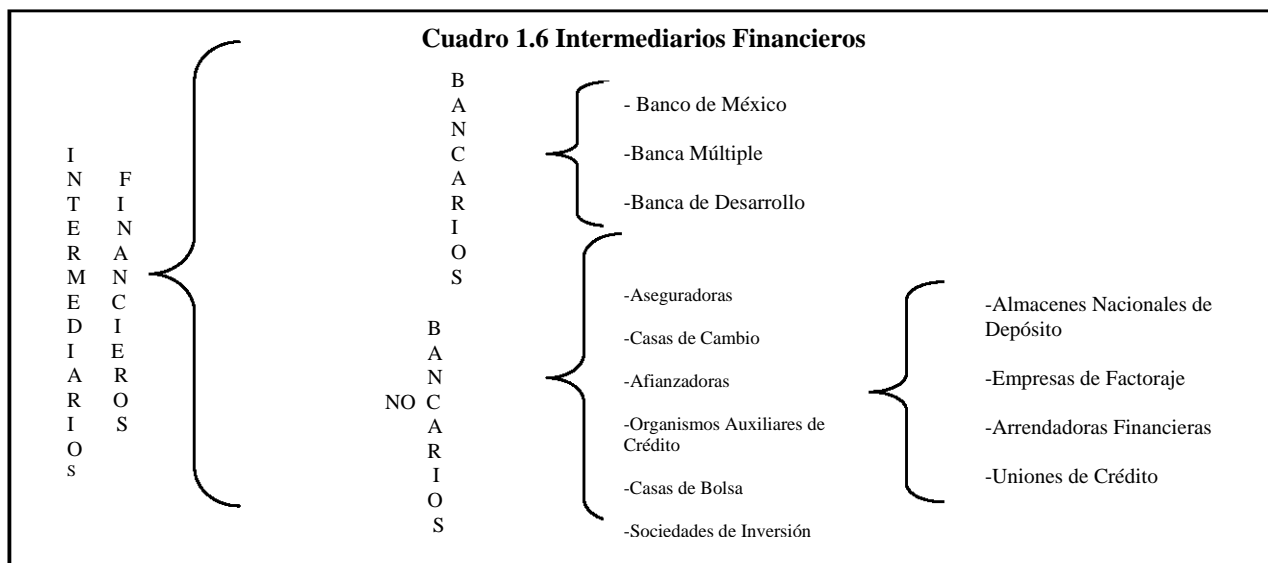 Cuadro 1.6 Intermediarios Financieros
INTERMEDIARIOS
FINANCIEROS
BANCARIOS
- Banco de México
-Banca Múltiple
-Banca de Desarrollo
NO BANCARIOS
-Aseguradoras
-Casas de Cambio
-Afianzadoras
-Organismos Auxiliares de
Crédito
-Casas de Bolsa
-Sociedades de Inversión
-Almacenes Nacionales de
Depósito
-Empresas de Factoraje
-Arrendadoras Financieras
-Uniones de Crédito